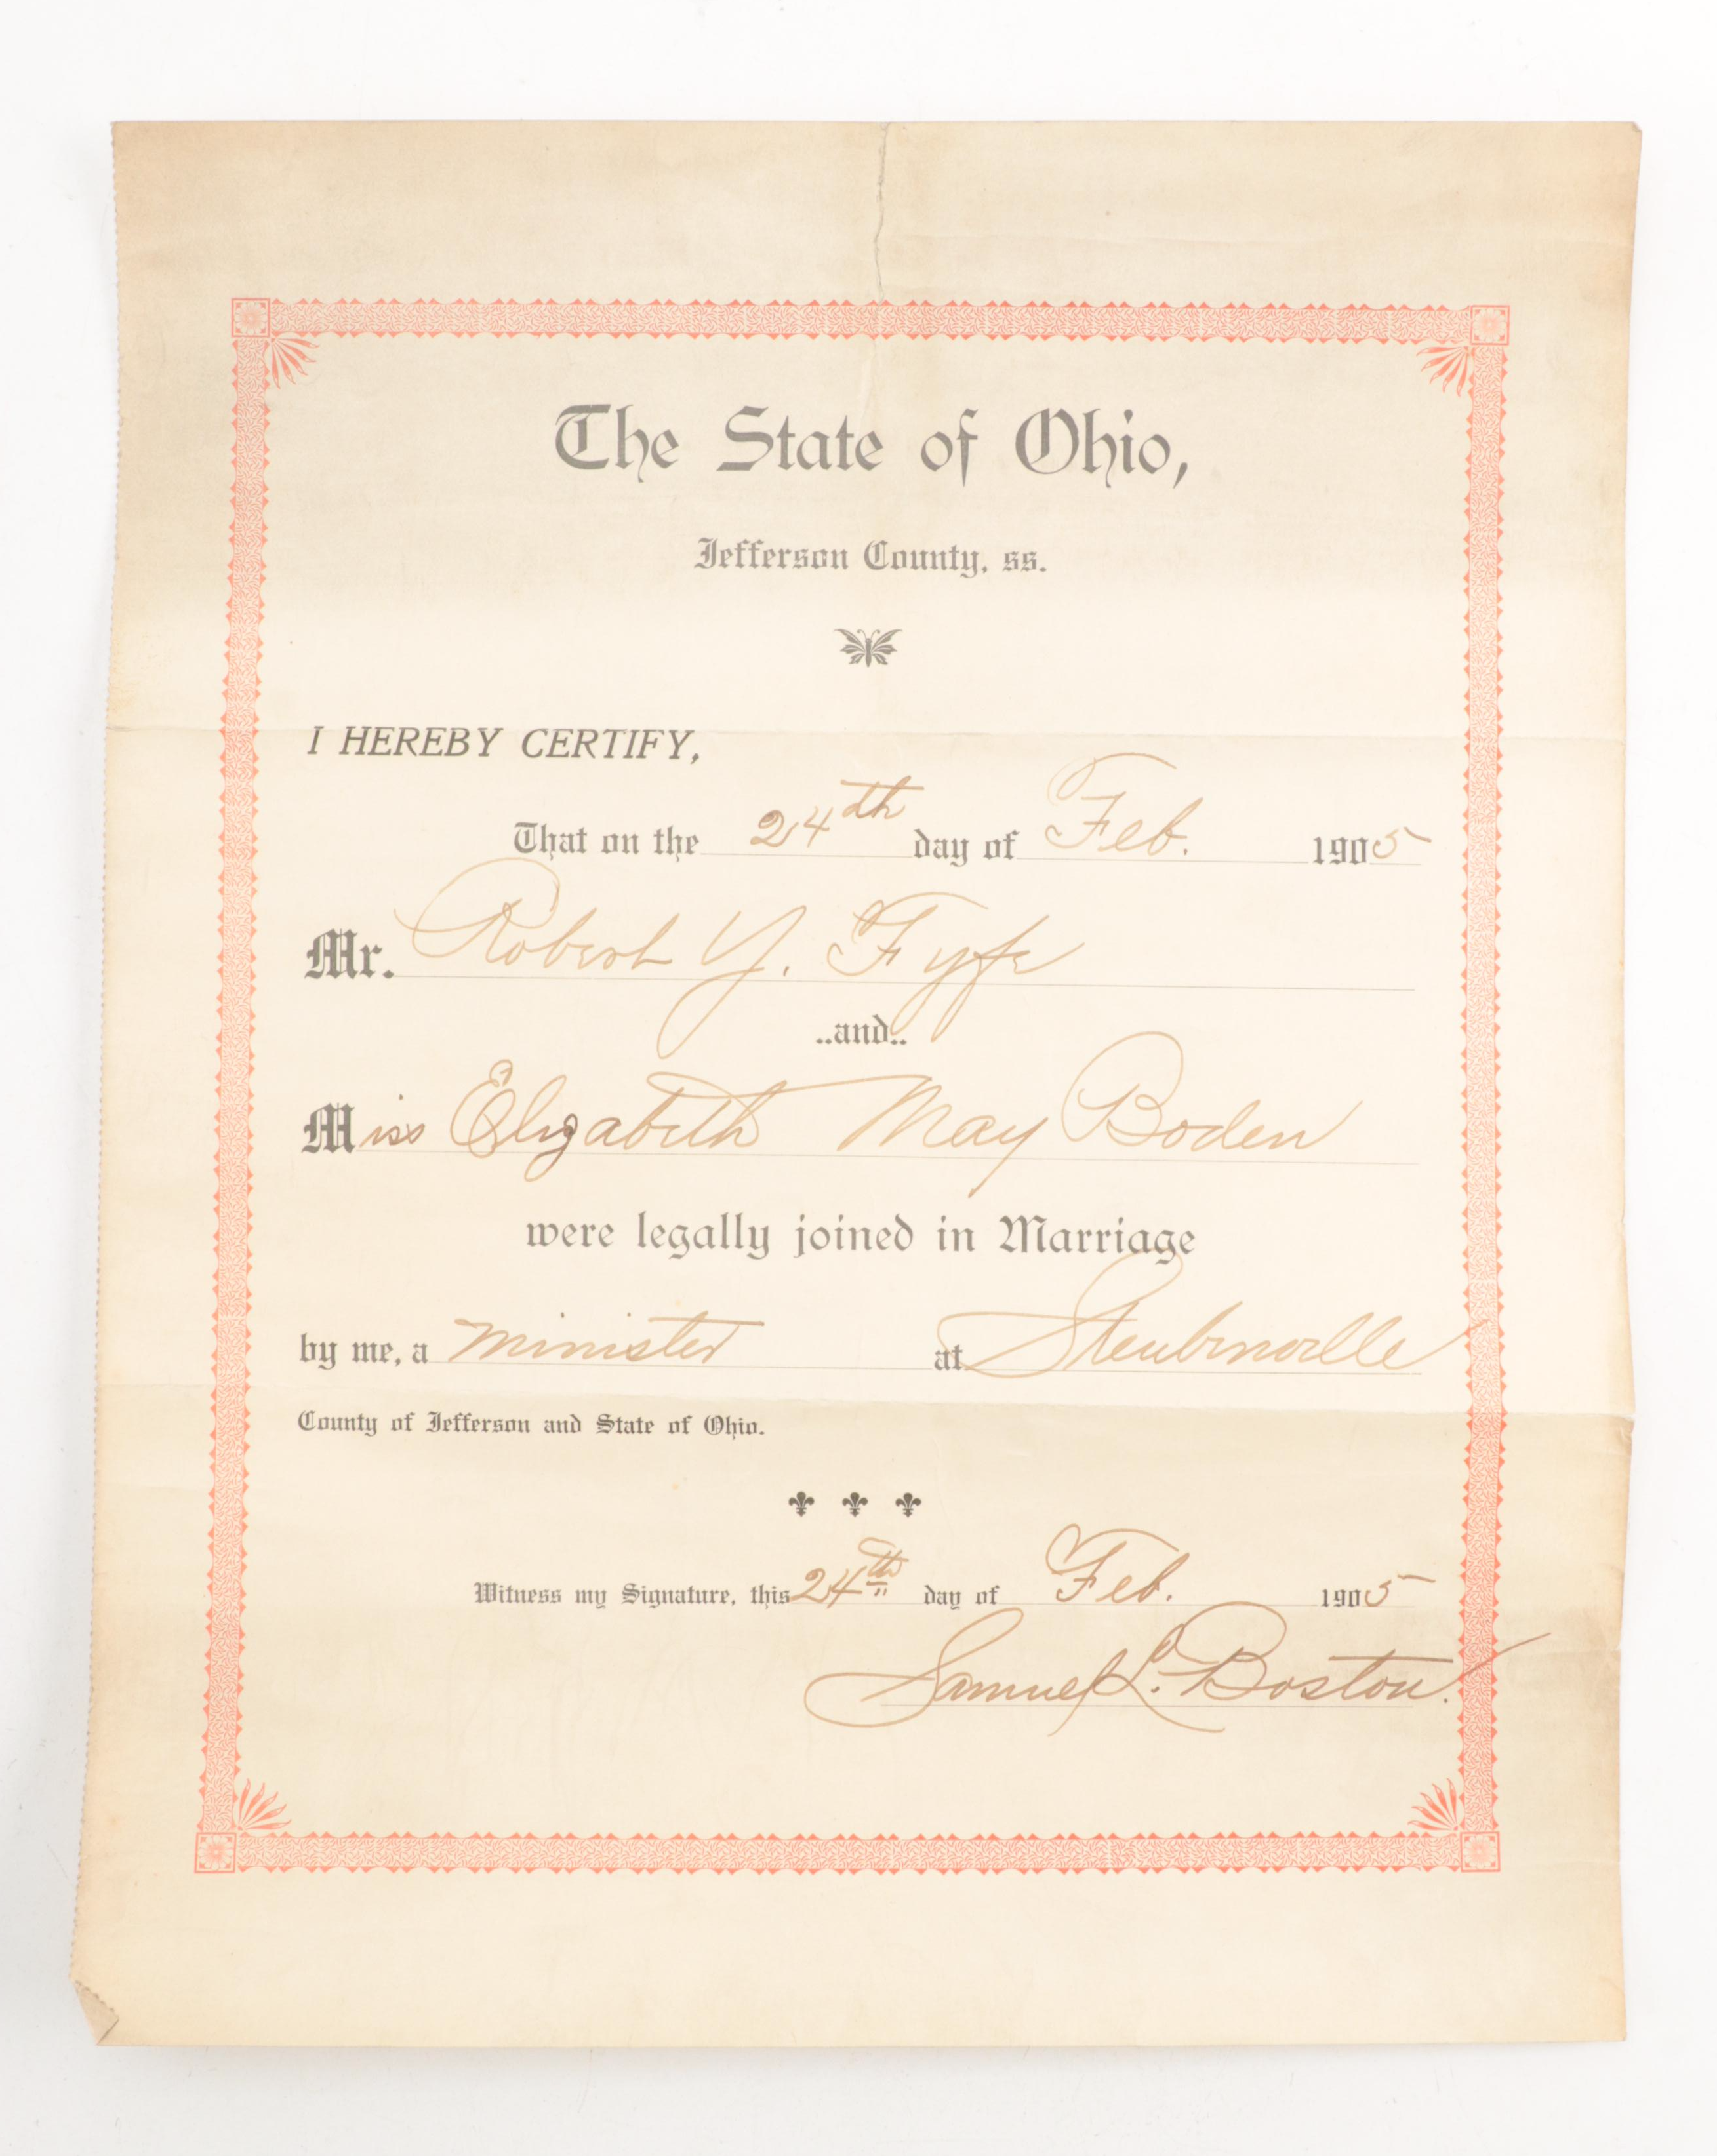 The State of Ohio,
Jefferson County, ss.
I HEREBY CERTIFY,
That on the 24th day of Feb. 1905
Mr. Robert Y. Fyfe
..and..
Miss Elizabeth May Boden
were legally joined in Marriage
by me, a minister at Steubenville
County of Jefferson and State of Ohio.
Witness my Signature, this 24th day of Feb. 1905
Samuel L. Boston.